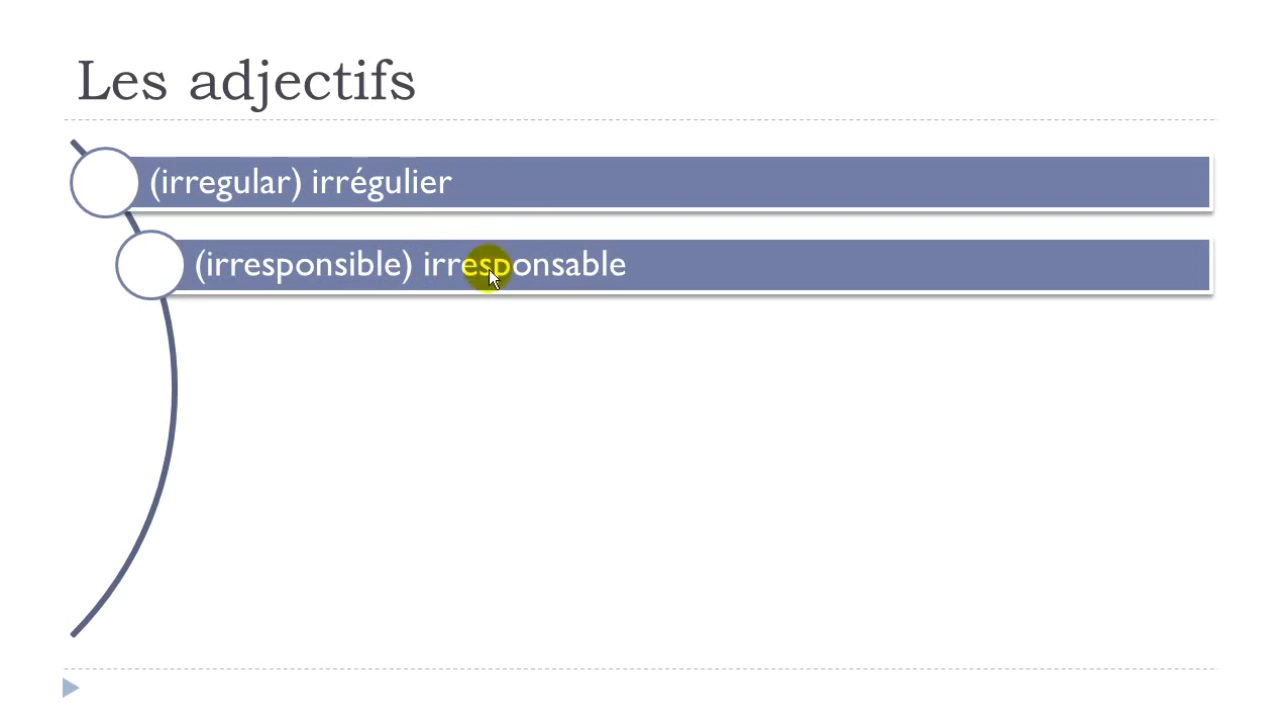 Les adjectifs
(irregular) irrégulier
(irresponsible) irresponsable